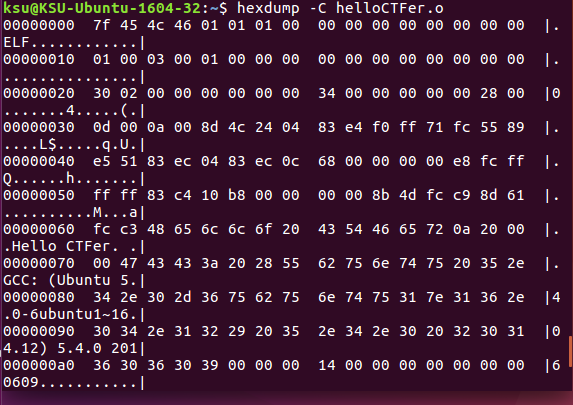 ksu@KSU-Ubuntu-1604-32:~$ hexdump -C helloCTFer.o
00000000  7f 45 4c 46 01 01 01 00  00 00 00 00 00 00 00 00  |.
ELF............|
00000010  01 00 03 00 01 00 00 00  00 00 00 00 00 00 00 00  |.
...............|
00000020  30 02 00 00 00 00 00 00  34 00 00 00 00 00 28 00  |0
.......4.....(.|
00000030  0d 00 0a 00 8d 4c 24 04  83 e4 f0 ff 71 fc 55 89  |.
....L$.....q.U.|
00000040  e5 51 83 ec 04 83 ec 0c  68 00 00 00 00 e8 fc ff  |.
Q......h.......|
00000050  ff ff 83 c4 10 b8 00 00  00 00 8b 4d fc c9 8d 61  |.
..........M...a|
00000060  fc c3 48 65 6c 6c 6f 20  43 54 46 65 72 0a 20 00  |.
.Hello CTFer. .|
00000070  00 47 43 43 3a 20 28 55  62 75 6e 74 75 20 35 2e  |.
GCC: (Ubuntu 5.|
00000080  34 2e 30 2d 36 75 62 75  6e 74 75 31 7e 31 36 2e  |4
.0-6ubuntu1~16.|
00000090  30 34 2e 31 32 29 20 35  2e 34 2e 30 20 32 30 31  |0
4.12) 5.4.0 201|
000000a0  36 30 36 30 39 00 00 00  14 00 00 00 00 00 00 00  |6
0609...........|